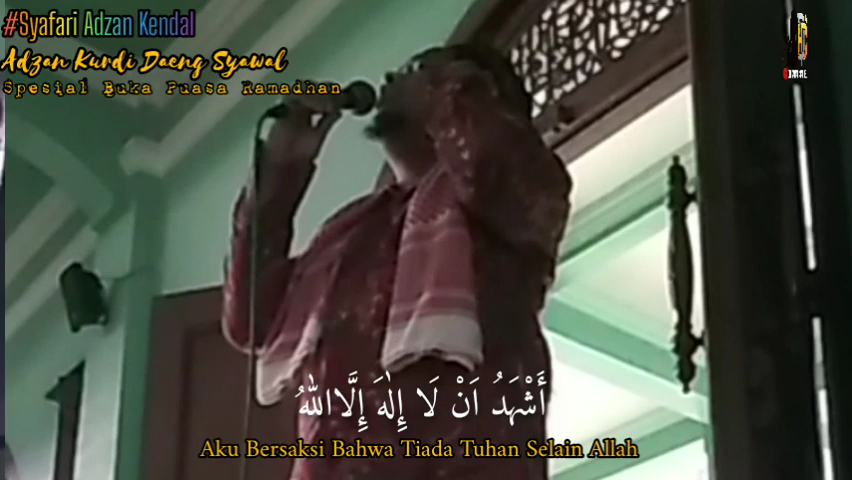 #Syafari Adzan Kendal
Adzan Kurdi Daeng Syawal
Spesial Buka Puasa Ramadhan
أَشْهَدُ اَنْ لَا إِلٰهَ إِلَّااللهُ
Aku Bersaksi Bahwa Tiada Tuhan Selain Allah